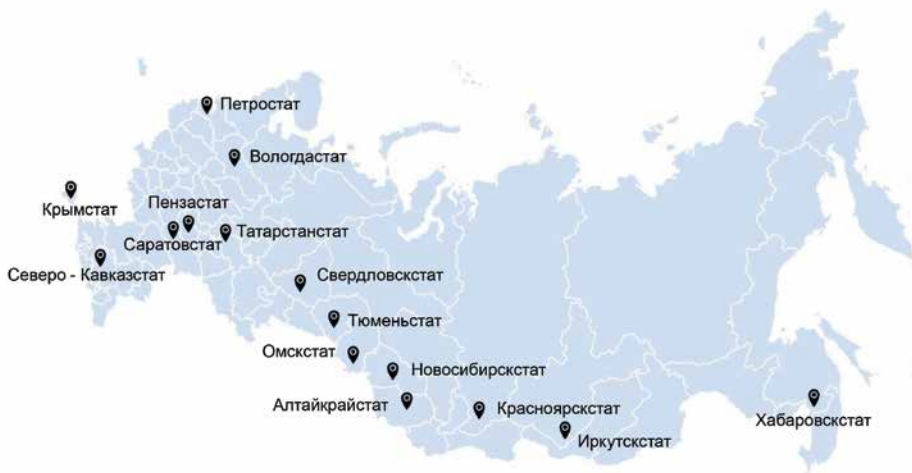 Петростат
Вологдастат
Крымстат
Пензастат
Саратовстат
Татарстанстат
Северо - Кавказстат
Свердловскстат
Тюменьстат
Омскстат
Новосибирскстат
Алтайкрайстат
Красноярскстат
Иркутскстат
Хабаровскстат